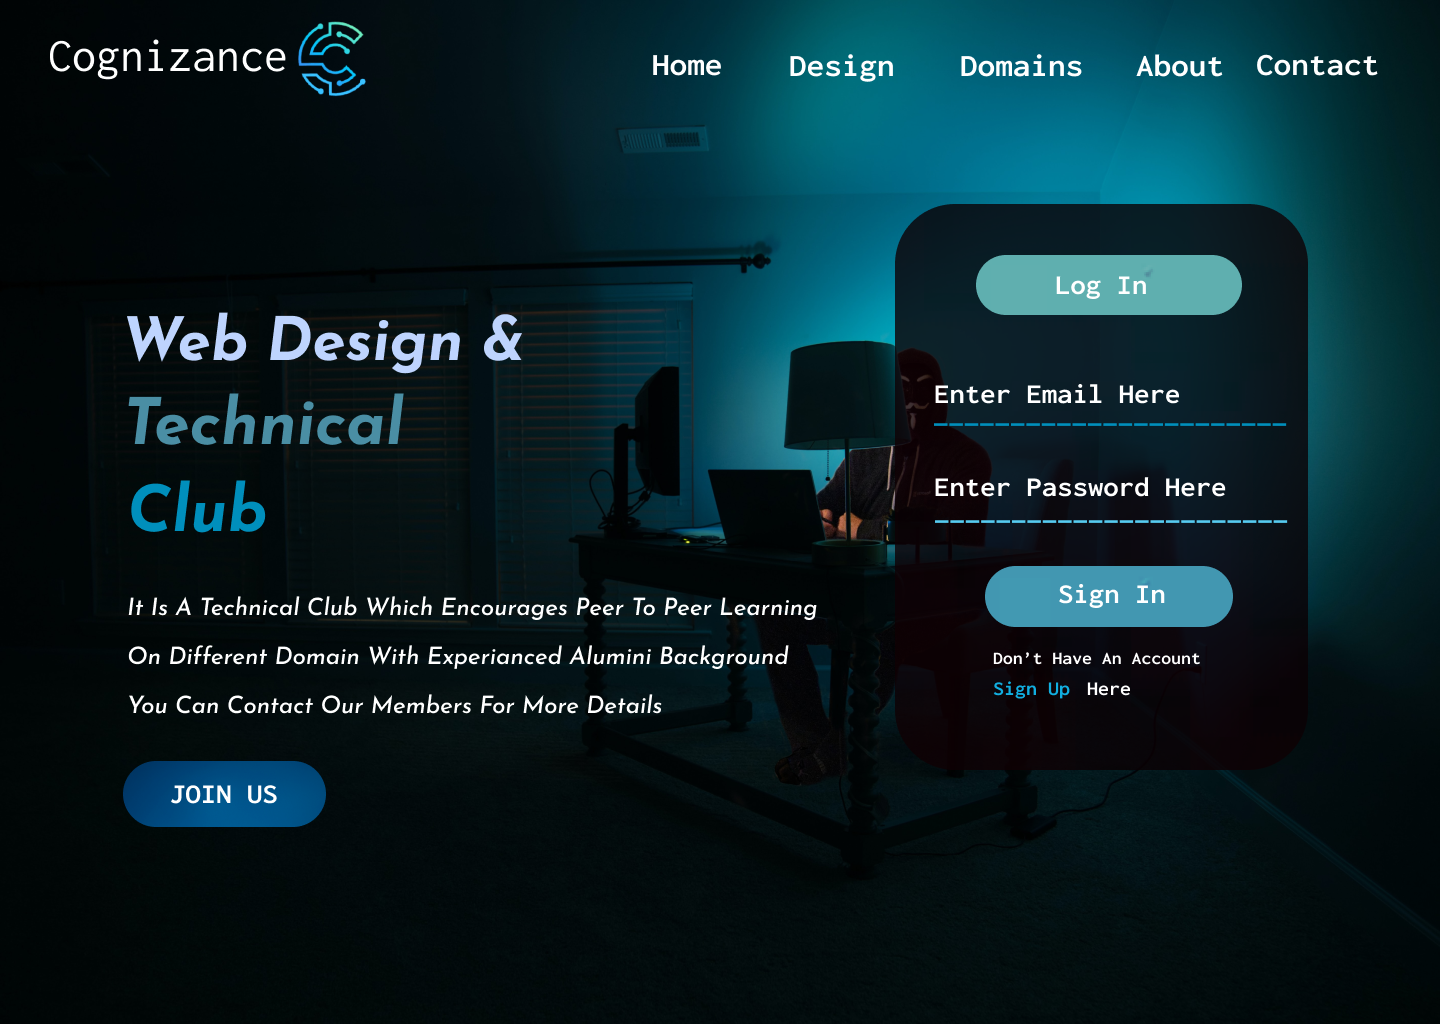 Cognizance
Home Design Domains About Contact
Log In
Web Design &
Technical
Club
Enter Email Here
Enter Password Here
Sign In
Don't Have An Account
Sign Up Here
It Is A Technical Club Which Encourages Peer To Peer Learning
On Different Domain With Experianced Alumini Background
You Can Contact Our Members For More Details
JOIN US